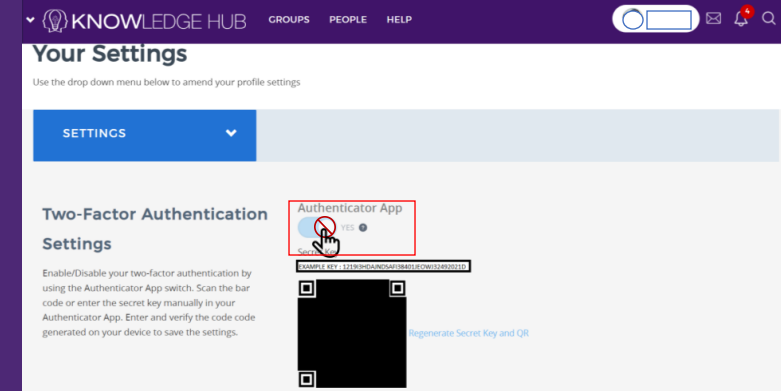 KNOWLEDGE HUB GROUPS PEOPLE HELP 4
Your Settings
Use the drop down menu below to amend your profile settings
SETTINGS
Two-Factor Authentication
Settings
Enable/Disable your two-factor authentication by
using the Authenticator App switch. Scan the bar
code or enter the secret key manually in your
Authenticator App. Enter and verify the code code
generated on your device to save the settings.
Authenticator App
YES ?
Secret Key
EXAMPLE KEY : 1219I3HDAJNDSAFI38401JEOWJ32492021D
Regenerate Secret Key and QR